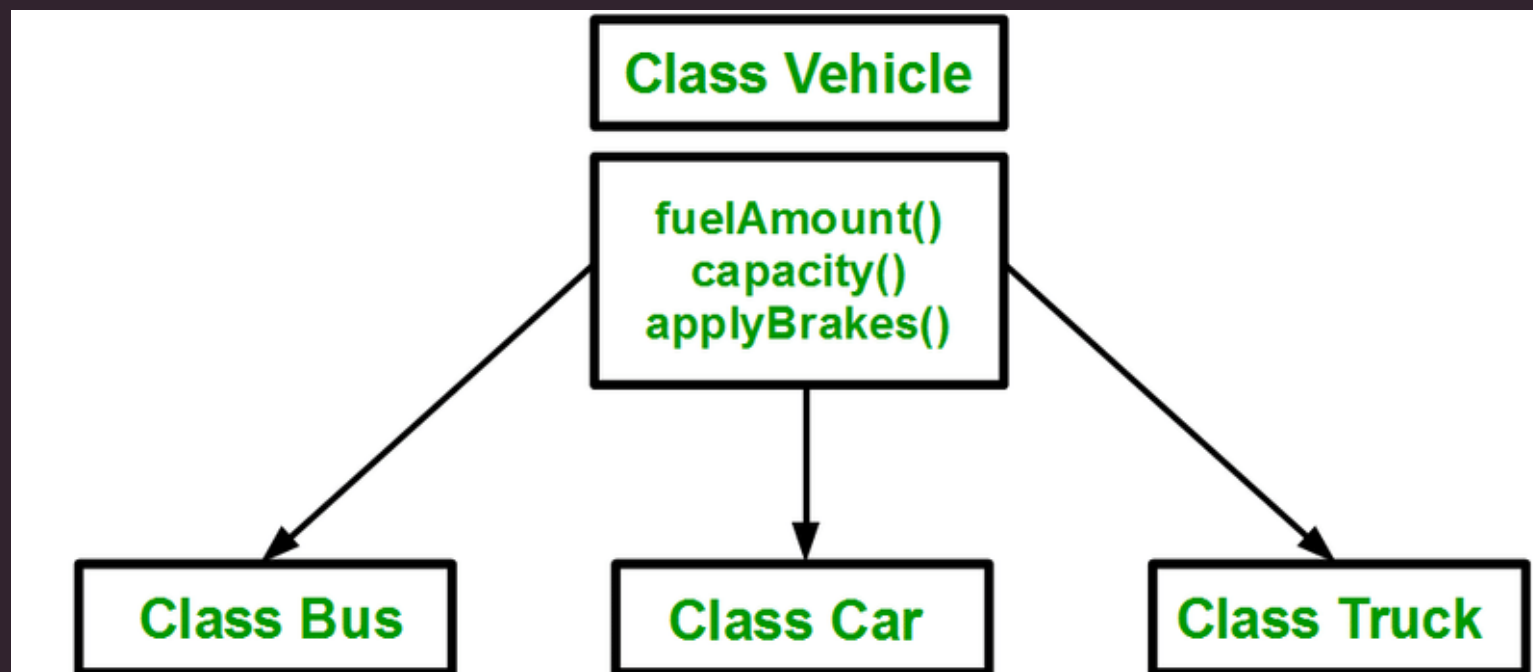 Class Vehicle
fuelAmount()
capacity()
applyBrakes()
Class Bus
Class Car
Class Truck